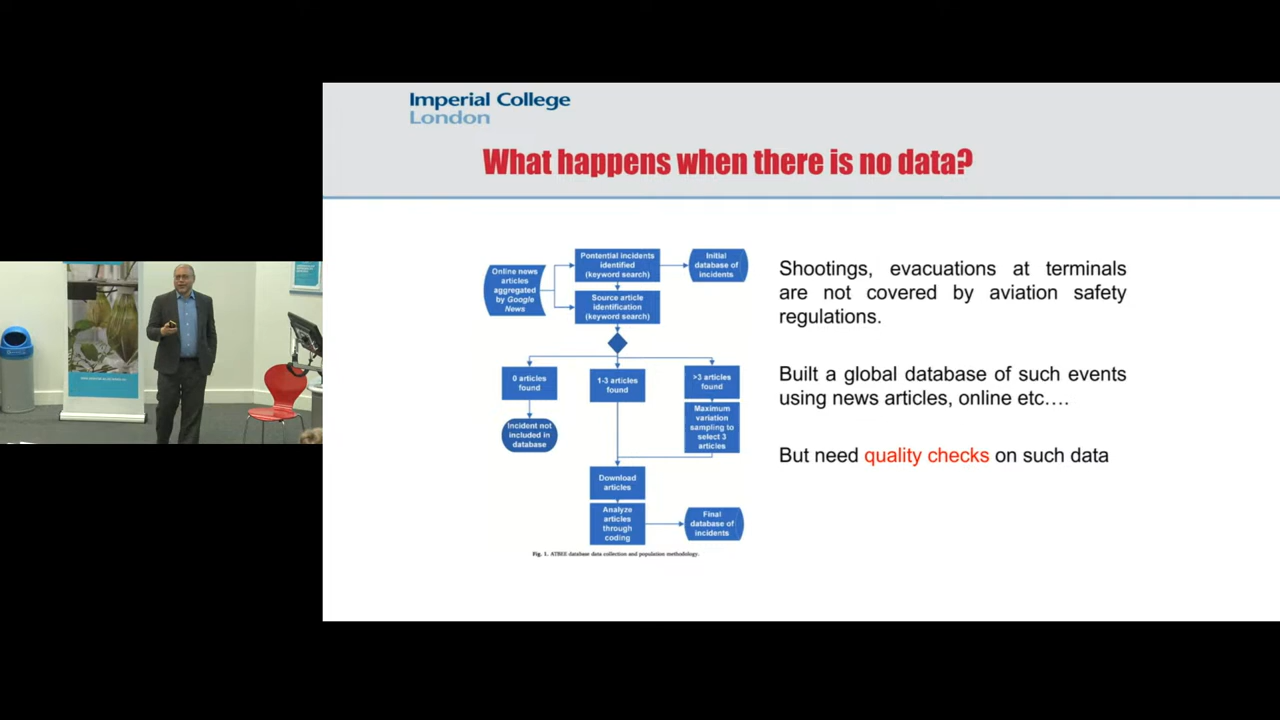 Imperial College
London
What happens when there is no data?
Online news
articles
aggregated
by Google
News
Pontential incidents
identified
(keyword search)
Initial
database of
incidents
Source article
identification
(keyword search)
0 articles
found
1-3 articles
found
>3 articles
found
Incident not
included in
database
Maximum
variation
sampling to
select 3
articles
Download
articles
Analyze
articles
through
coding
Final
database of
incidents
Fig. 1. ATBEE database data collection and population methodology.
Shootings, evacuations at terminals
are not covered by aviation safety
regulations.
Built a global database of such events
using news articles, online etc….
But need quality checks on such data